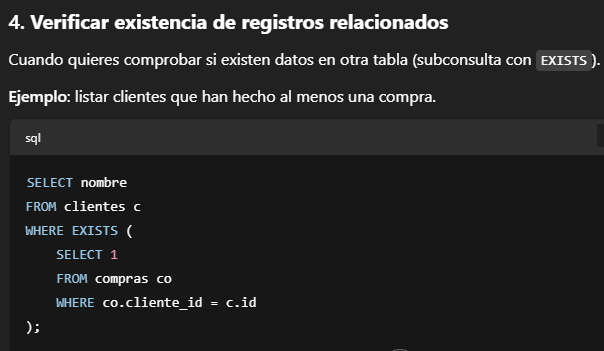 4. Verificar existencia de registros relacionados
Cuando quieres comprobar si existen datos en otra tabla (subconsulta con EXISTS).
Ejemplo: listar clientes que han hecho al menos una compra.
sql
SELECT nombre
FROM clientes c
WHERE EXISTS (
    SELECT 1
    FROM compras co
    WHERE co.cliente_id = c.id
);